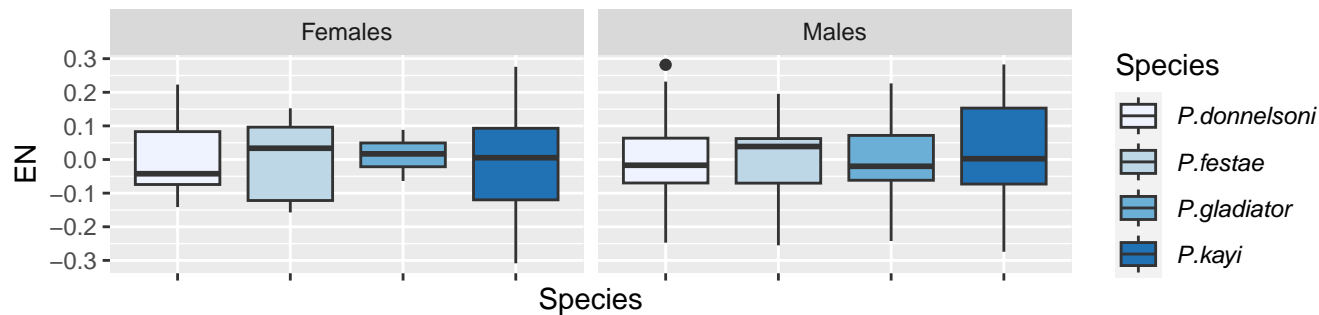 Females
Males
EN
0.3
0.2
0.1
0.0
−0.1
−0.2
−0.3
Species
Species
P.donnelsoni
P.festae
P.gladiator
P.kayi